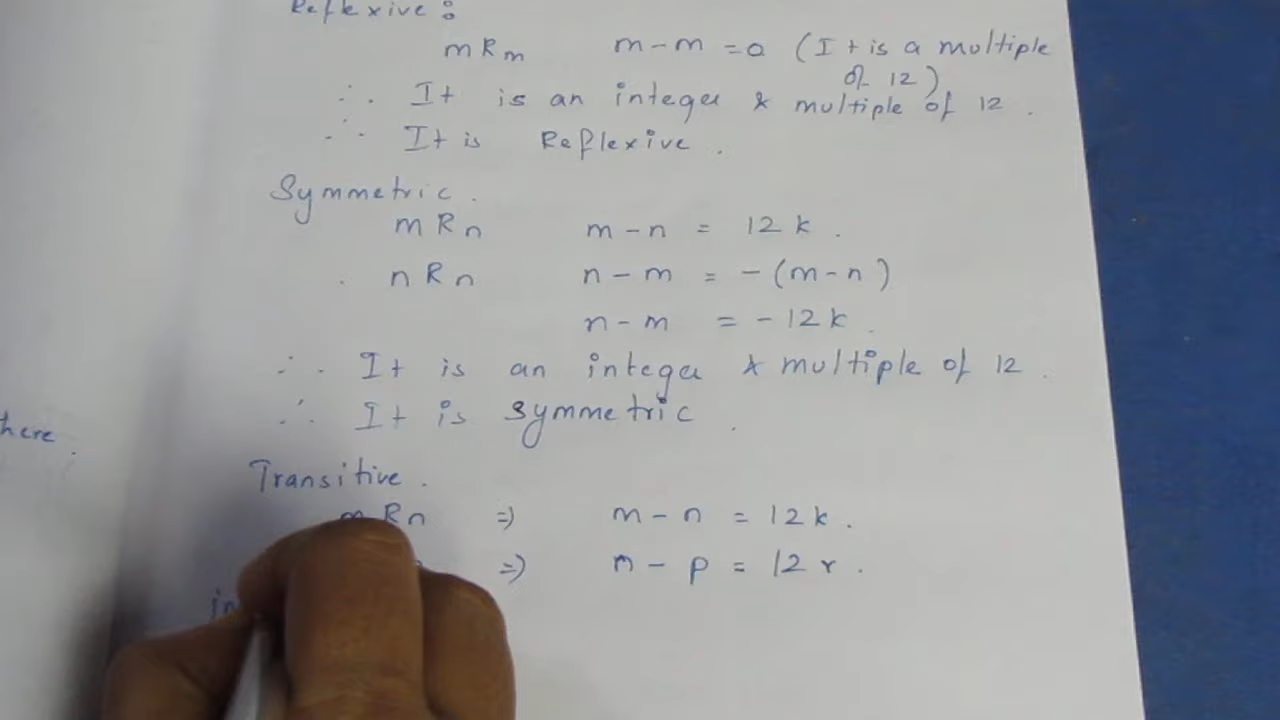 Reflexive :
mRm m-m =0 (It is a multiple
of 12)
∴ It is an integer & multiple of 12 .
∴ It is Reflexive .
Symmetric .
mRn m-n = 12k .
. nRn n-m = -(m-n)
n-m = -12k .
∴ It is an integer & multiple of 12 .
∴ It is symmetric .
here .
Transitive .
mRn => m-n = 12k .
=> n-p = 12r .